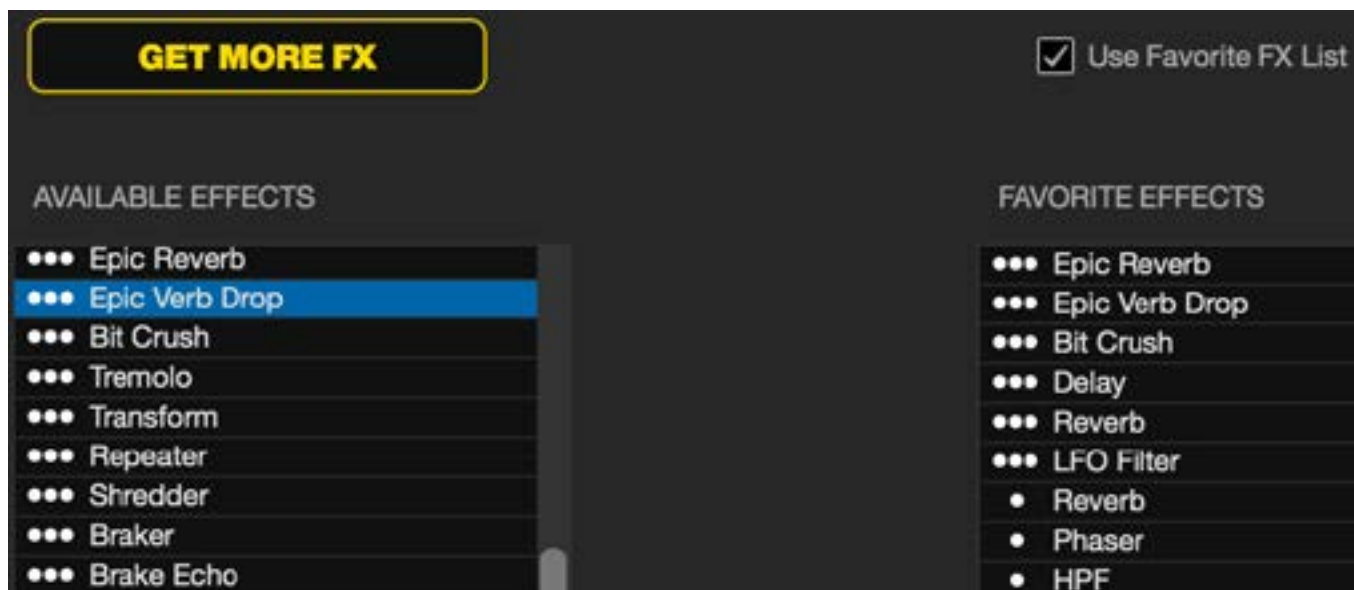 GET MORE FX
Use Favorite FX List
AVAILABLE EFFECTS
Epic Reverb
Epic Verb Drop
Bit Crush
Tremolo
Transform
Repeater
Shredder
Braker
Brake Echo
FAVORITE EFFECTS
Epic Reverb
Epic Verb Drop
Bit Crush
Delay
Reverb
LFO Filter
Reverb
Phaser
HPF